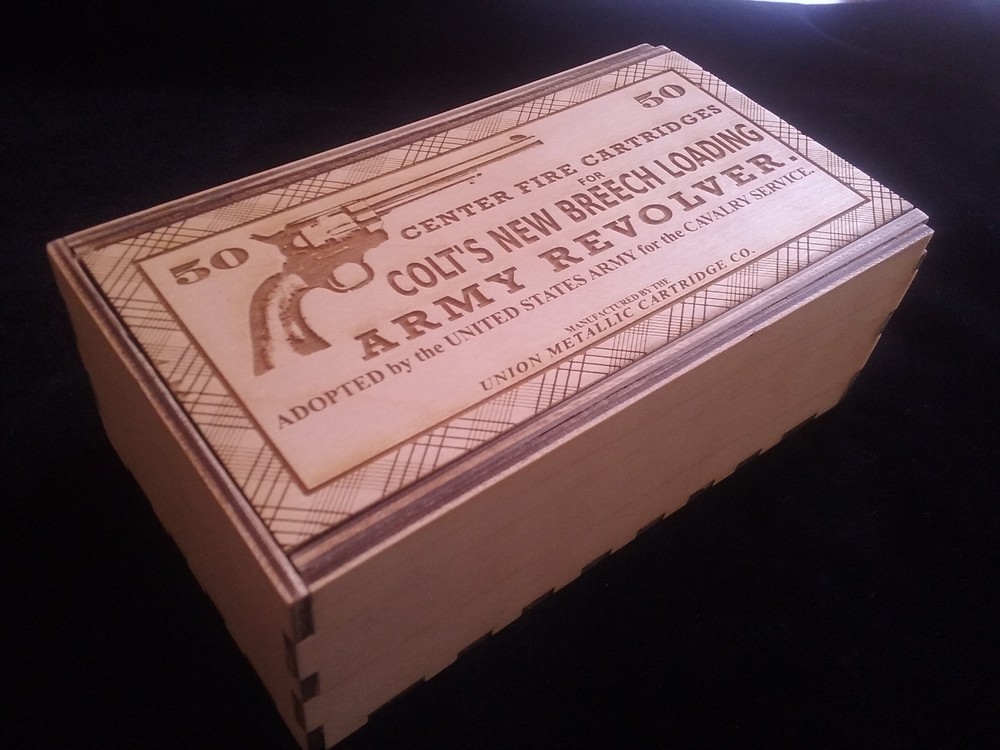 50
50
CENTER FIRE CARTRIDGES
FOR
COLT'S NEW BREECH LOADING
ARMY REVOLVER.
ADOPTED by the UNITED STATES ARMY for the CAVALRY SERVICE.
MANUFACTURED BY THE
UNION METALLIC CARTRIDGE CO.